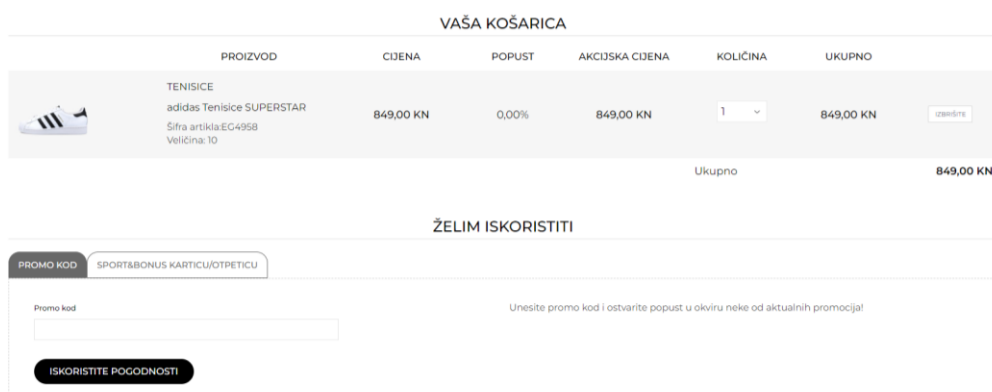 VAŠA KOŠARICA
PROIZVOD CIJENA POPUST AKCIJSKA CIJENA KOLIČINA UKUPNO
TENISICE
adidas Tenisice SUPERSTAR
Šifra artikla:EG4958
Veličina: 10
849,00 KN 0,00% 849,00 KN 1 849,00 KN IZBRIŠITE
Ukupno 849,00 KN
ŽELIM ISKORISTITI
PROMO KOD SPORT&BONUS KARTICU/OTPETICU
Promo kod
Unesite promo kod i ostvarite popust u okviru neke od aktualnih promocija!
ISKORISTITE POGODNOSTI